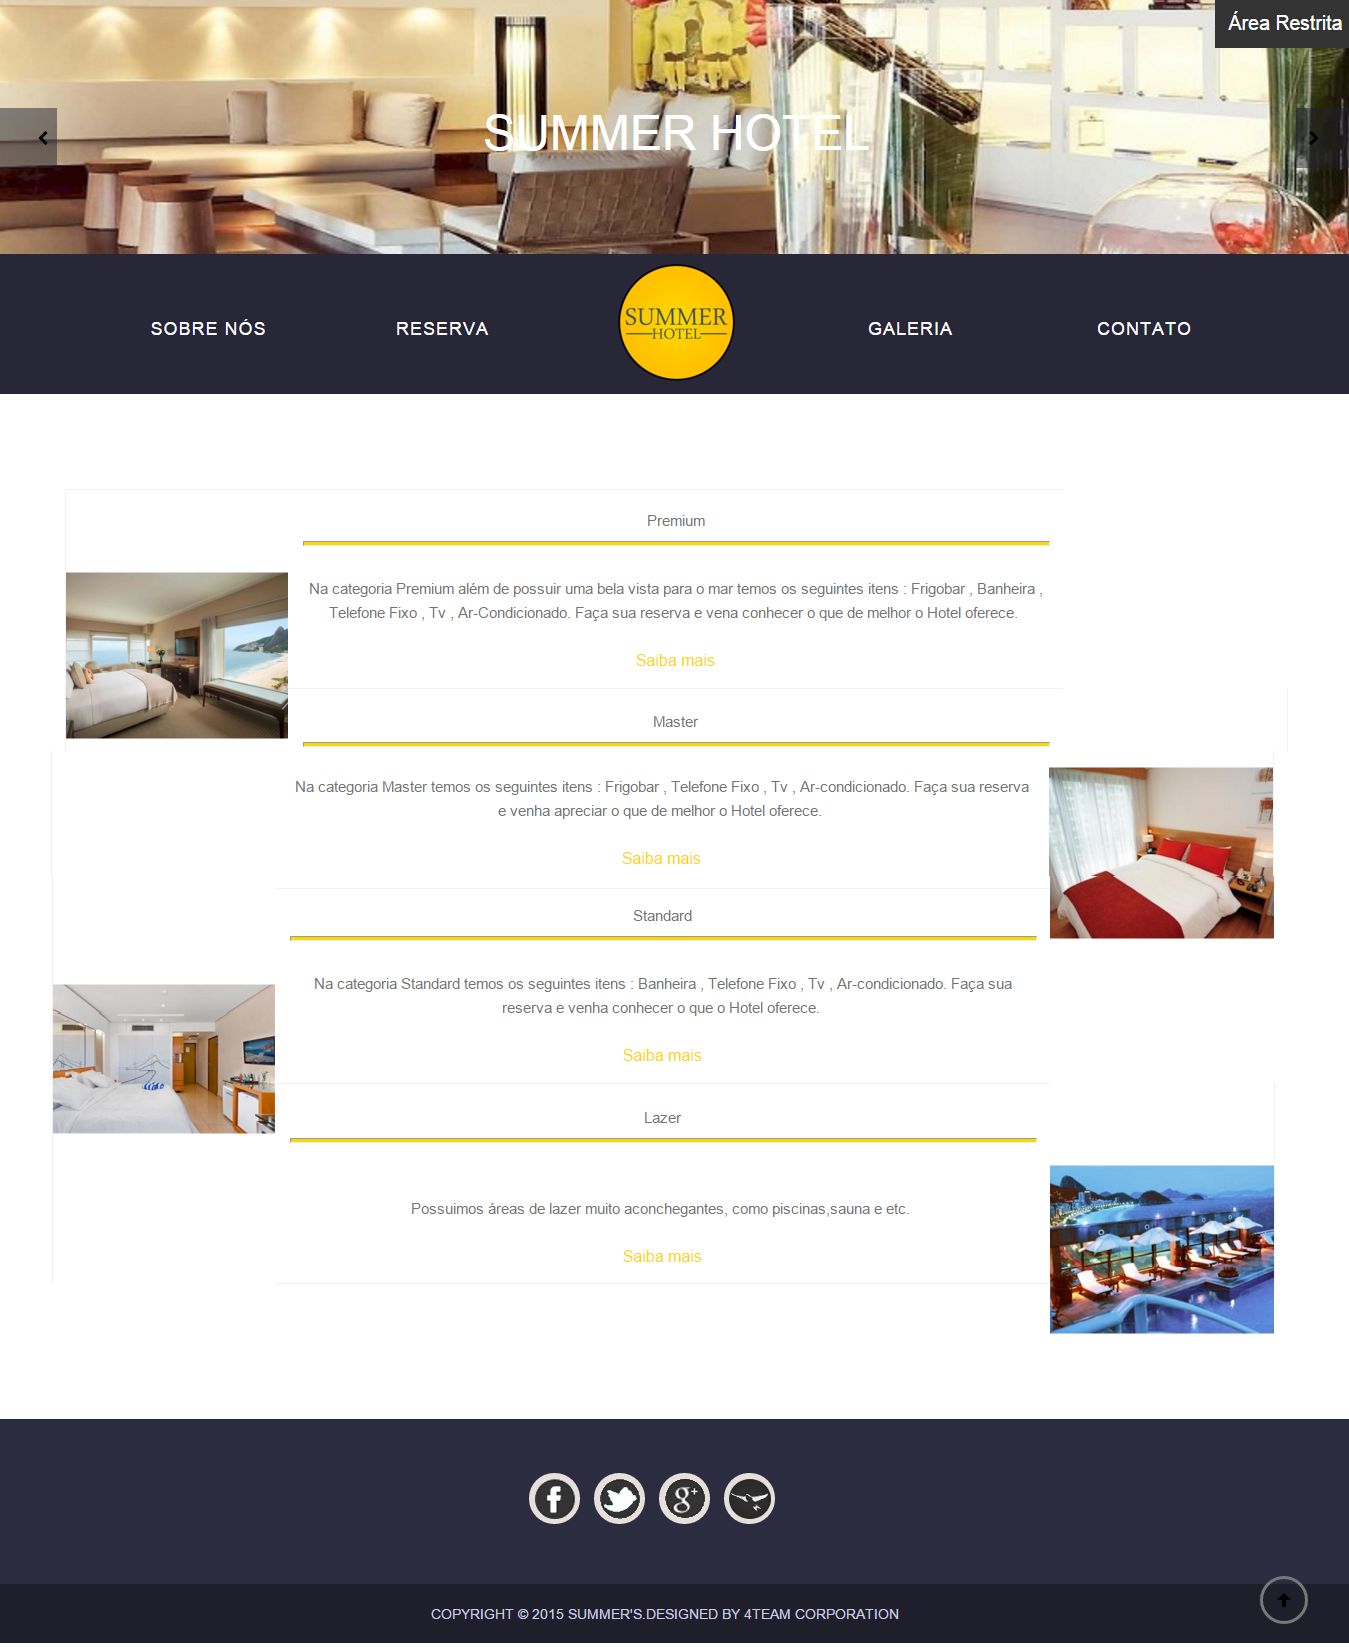 Área Restrita
SUMMER HOTEL
SOBRE NÓS
RESERVA
SUMMER
HOTEL
GALERIA
CONTATO
Premium
Na categoria Premium além de possuir uma bela vista para o mar temos os seguintes itens : Frigobar , Banheira ,
Telefone Fixo , Tv , Ar-Condicionado. Faça sua reserva e vena conhecer o que de melhor o Hotel oferece.
Saiba mais
Master
Na categoria Master temos os seguintes itens : Frigobar , Telefone Fixo , Tv , Ar-condicionado. Faça sua reserva
e venha apreciar o que de melhor o Hotel oferece.
Saiba mais
Standard
Na categoria Standard temos os seguintes itens : Banheira , Telefone Fixo , Tv , Ar-condicionado. Faça sua
reserva e venha conhecer o que o Hotel oferece.
Saiba mais
Lazer
Possuimos áreas de lazer muito aconchegantes, como piscinas,sauna e etc.
Saiba mais
COPYRIGHT © 2015 SUMMER'S.DESIGNED BY 4TEAM CORPORATION